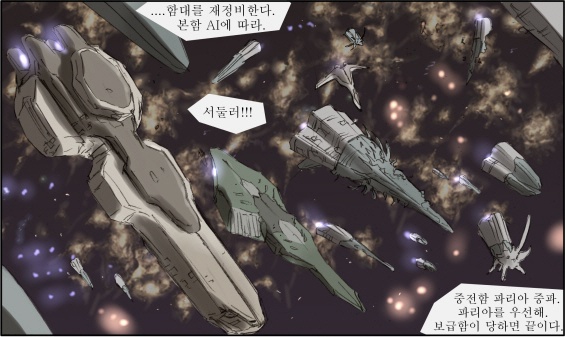 ....함대를 재정비한다.
본함 AI에 따라.
서둘러!!!
중전함 파리아 중파.
파리아를 우선해.
보급함이 당하면 끝이다.